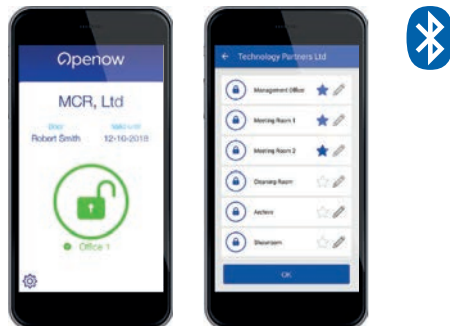 Openow
MCR, Ltd
User
Valid until
Robert Smith
12-10-2018
Office 1
Technology Partners Ltd
Management Office
Meeting Room 1
Meeting Room 2
Cleaning Room
Archive
Showroom
OK